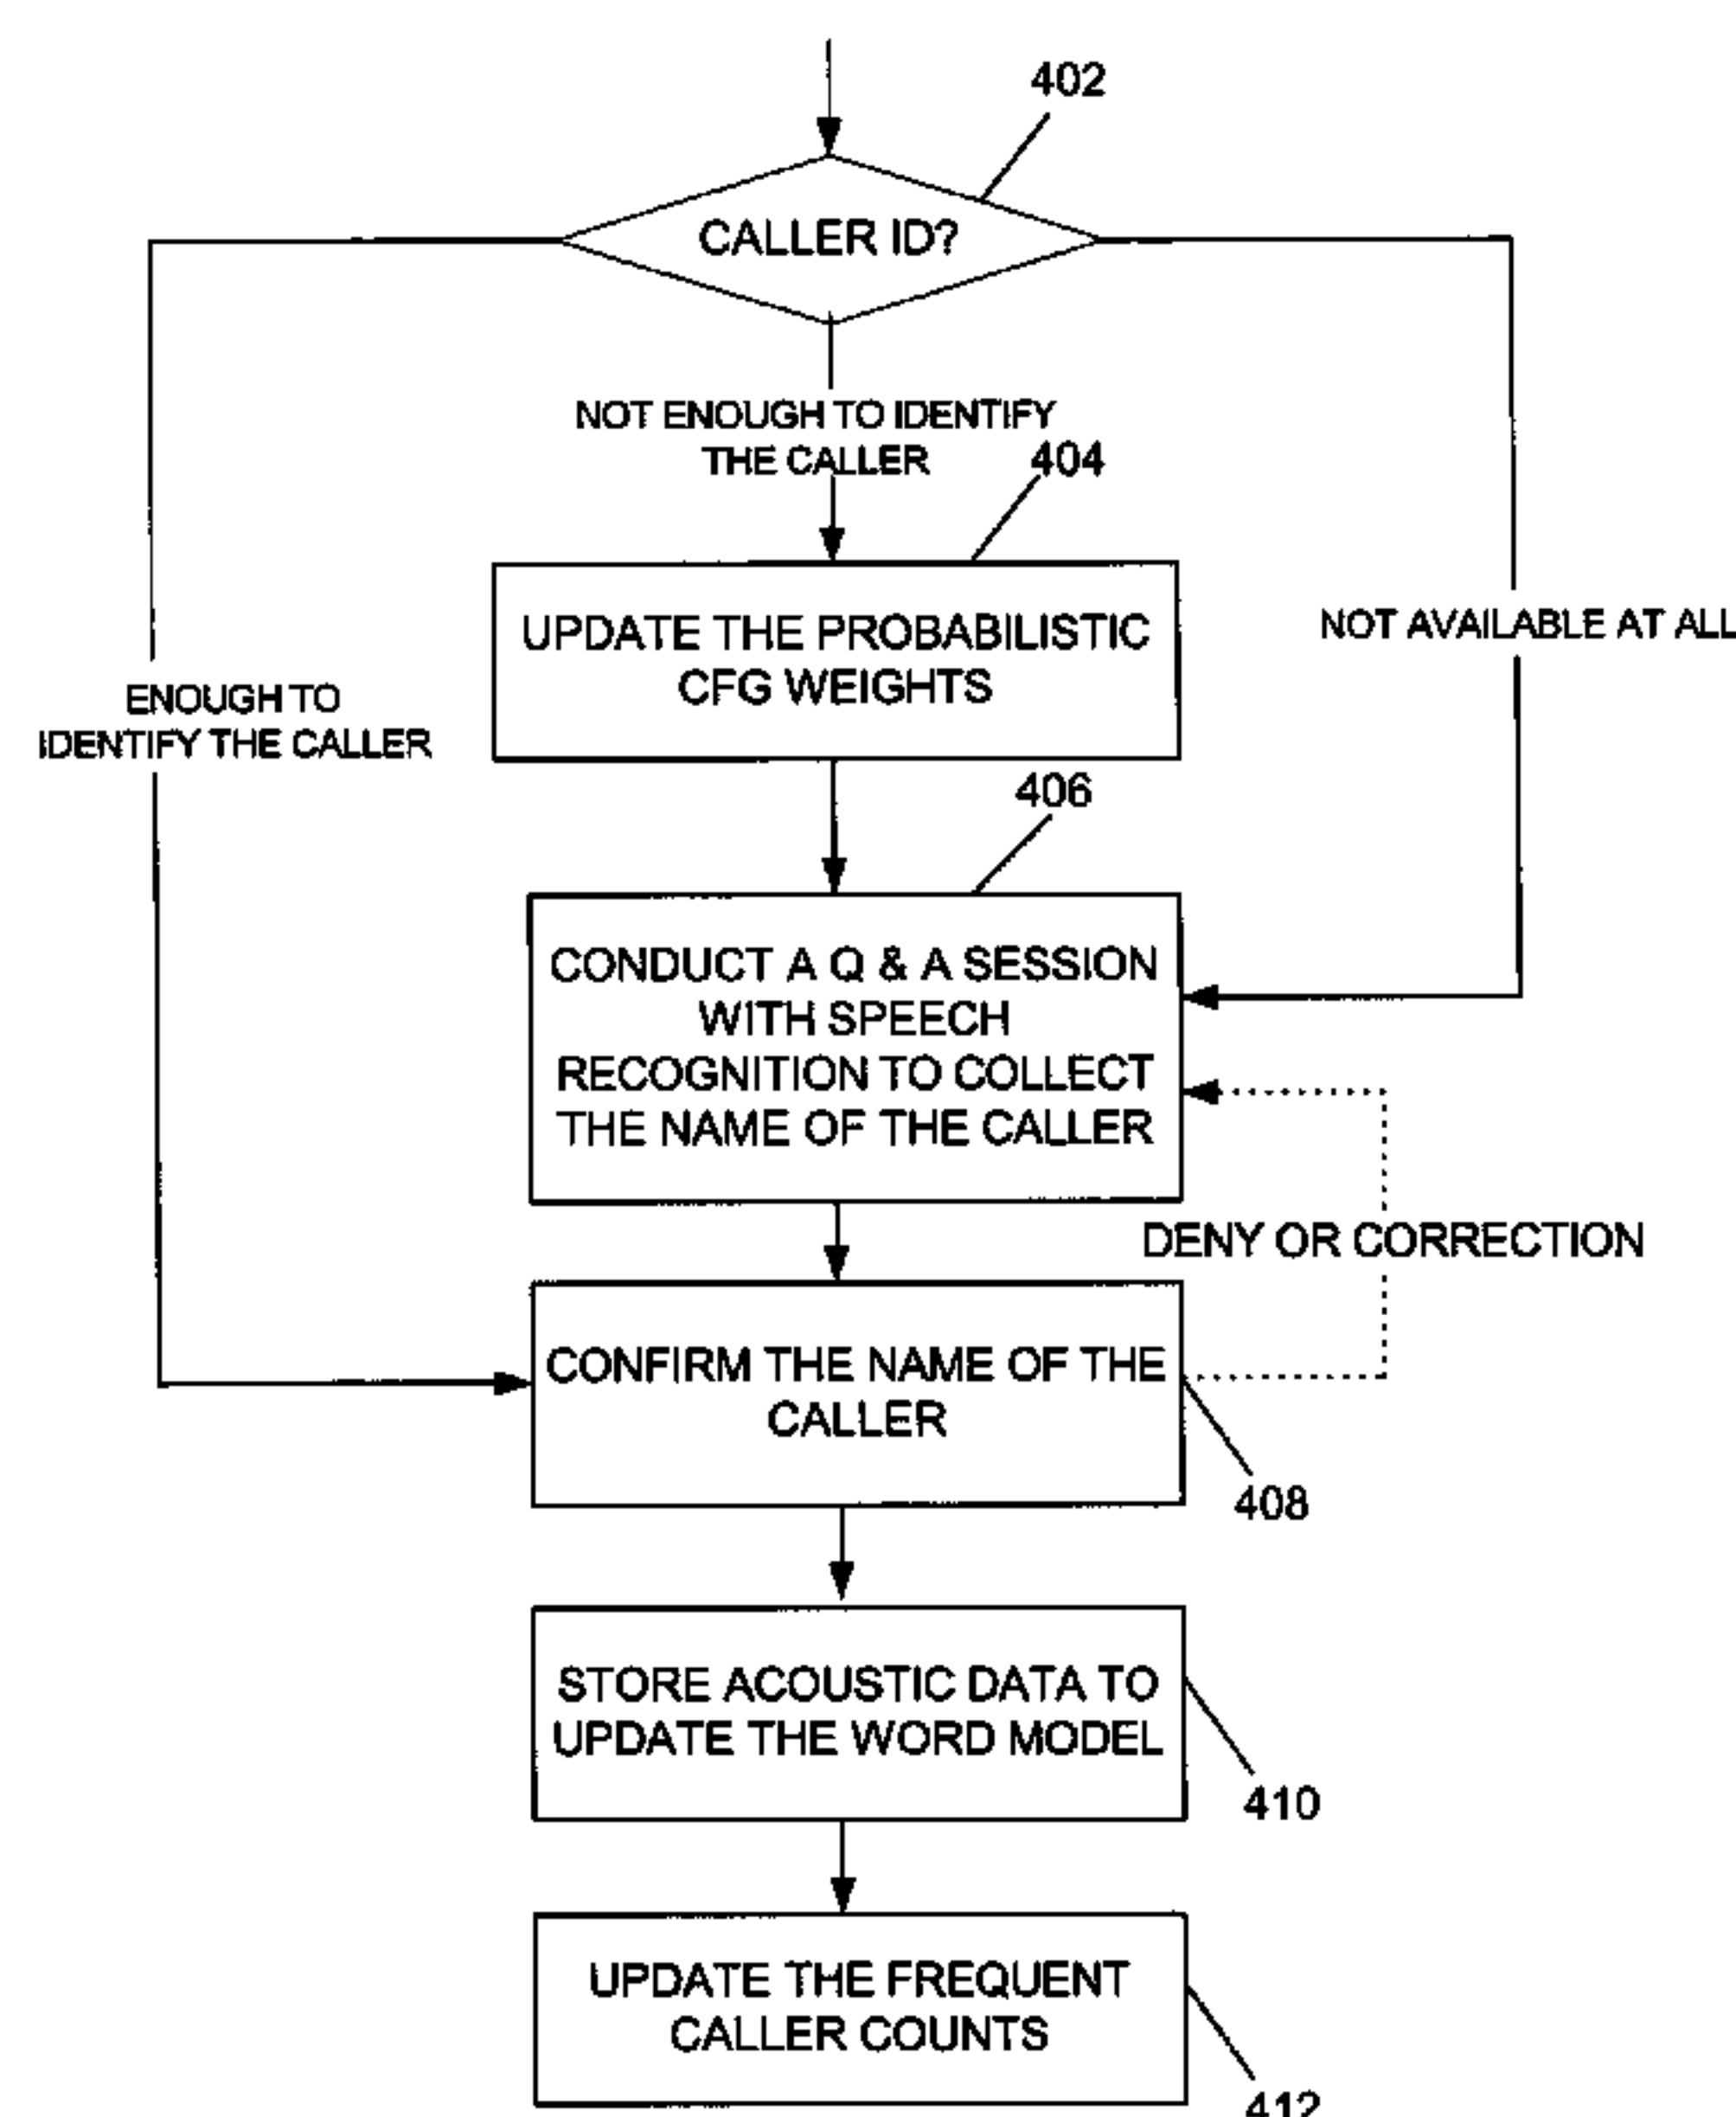 402
CALLER ID?
NOT ENOUGH TO IDENTIFY
THE CALLER
404
UPDATE THE PROBABILISTIC
CFG WEIGHTS
NOT AVAILABLE AT ALL
ENOUGH TO
IDENTIFY THE CALLER
406
CONDUCT A Q & A SESSION
WITH SPEECH
RECOGNITION TO COLLECT
THE NAME OF THE CALLER
DENY OR CORRECTION
CONFIRM THE NAME OF THE
CALLER
408
STORE ACOUSTIC DATA TO
UPDATE THE WORD MODEL
410
UPDATE THE FREQUENT
CALLER COUNTS
412